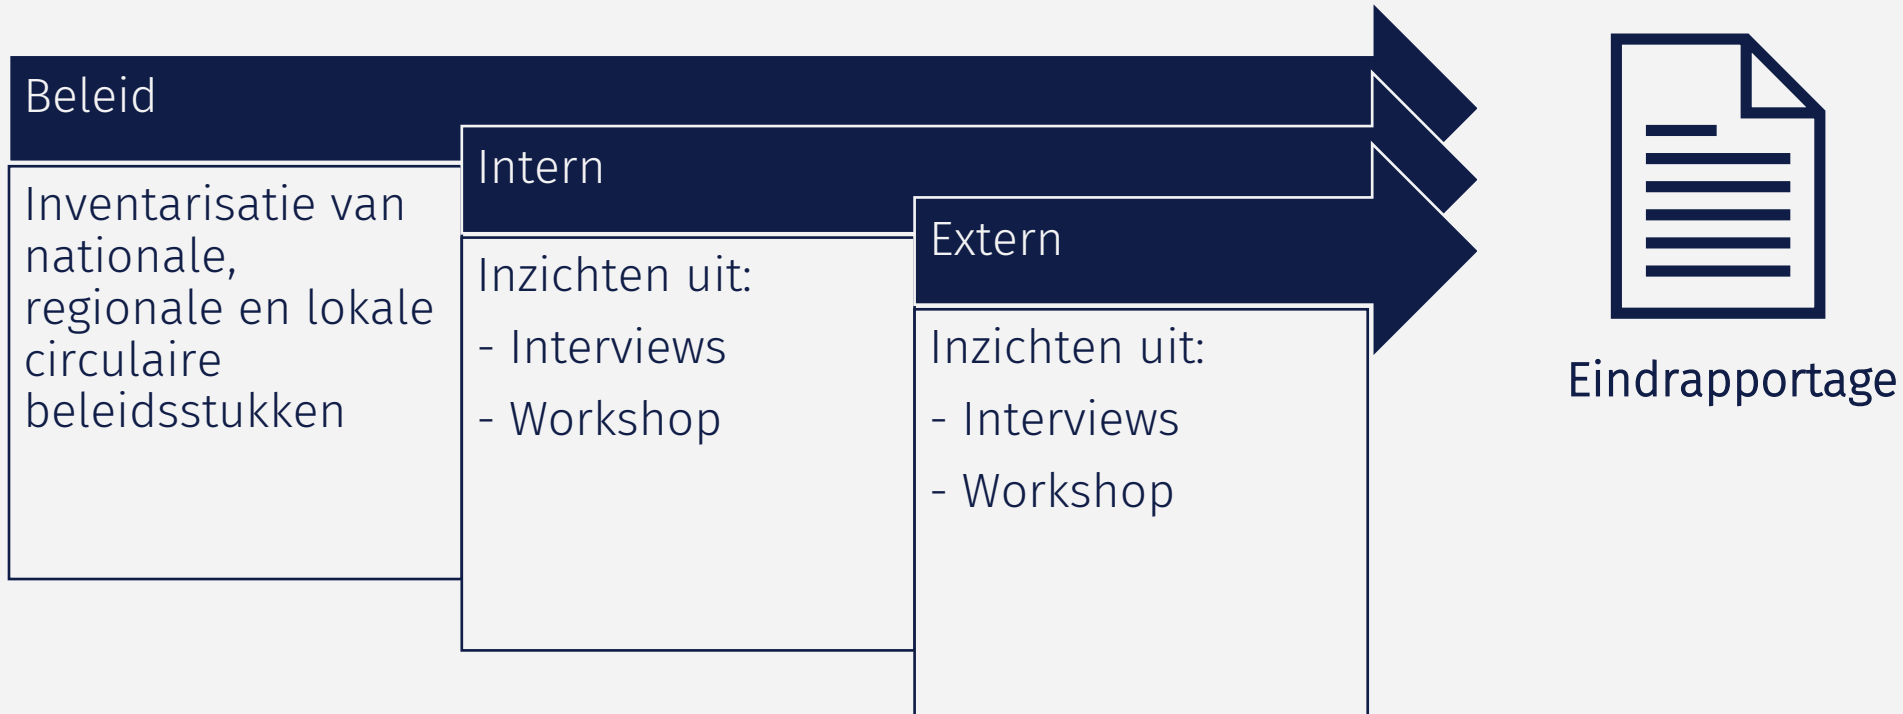 Beleid
Inventarisatie van
nationale,
regionale en lokale
circulaire
beleidsstukken
Intern
Inzichten uit:
- Interviews
- Workshop
Extern
Inzichten uit:
- Interviews
- Workshop
Eindrapportage